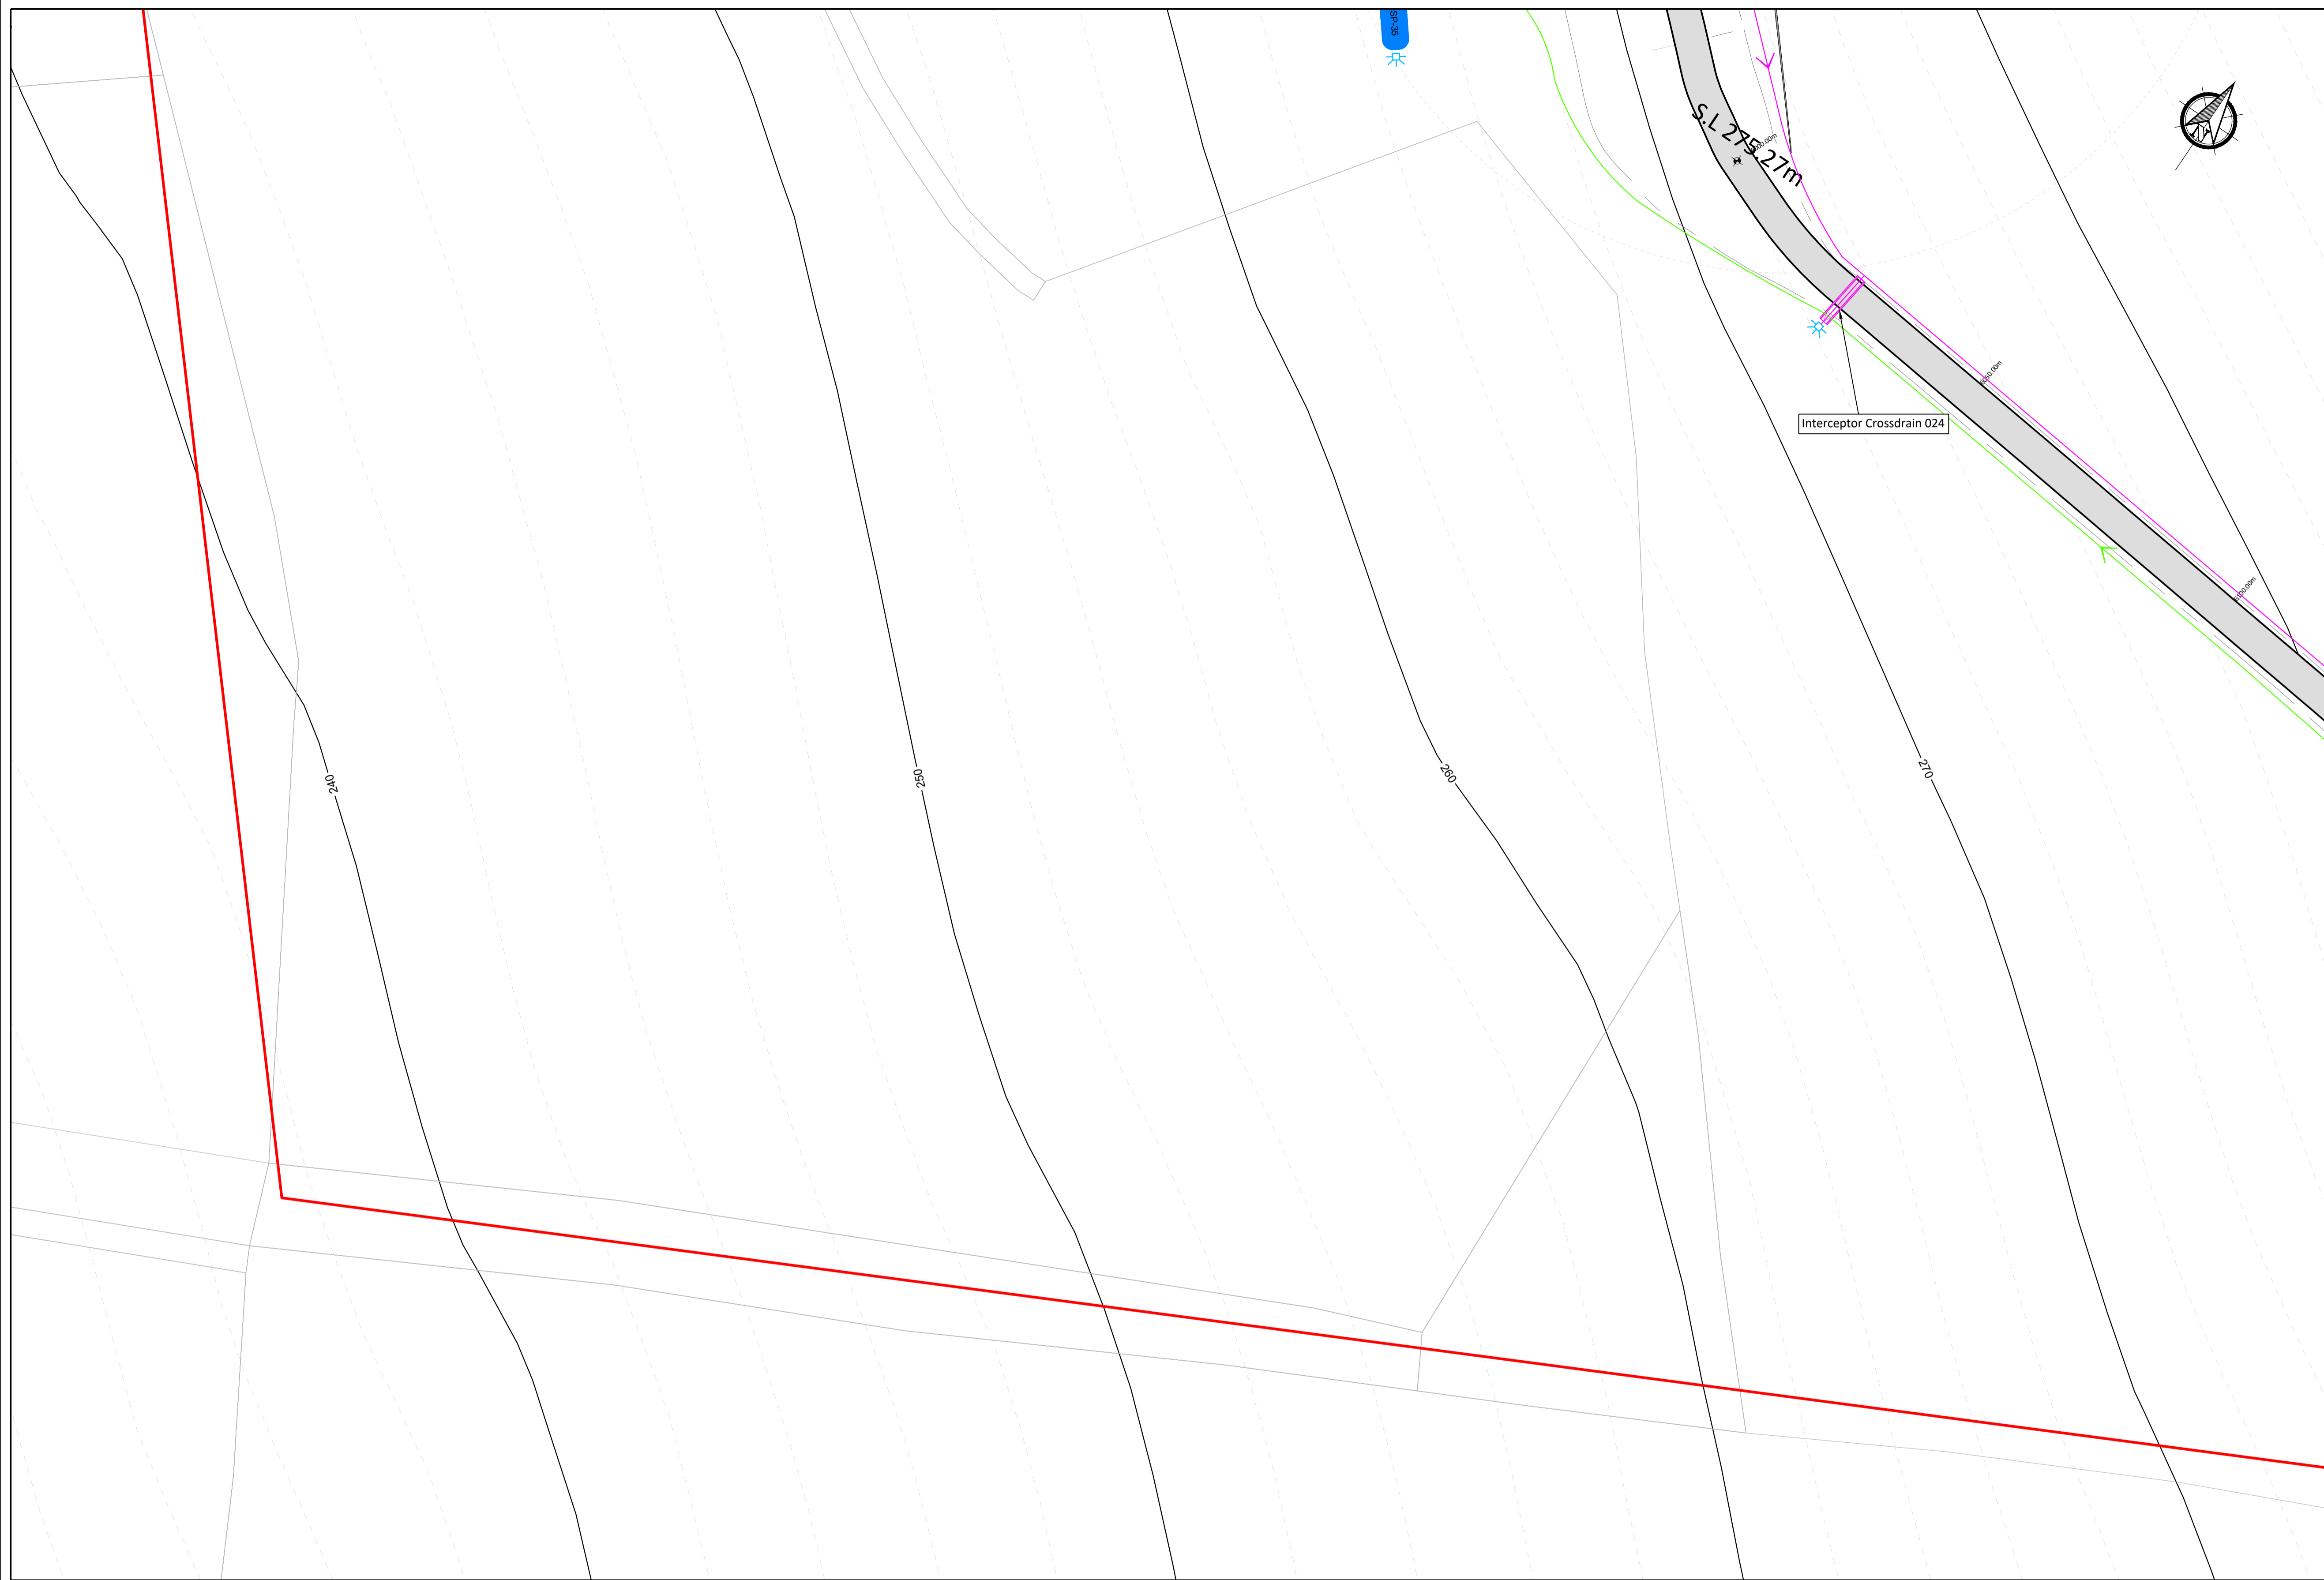 SP-35
S.L 275.27m
N
Interceptor Crossdrain 024
240
250
260
270